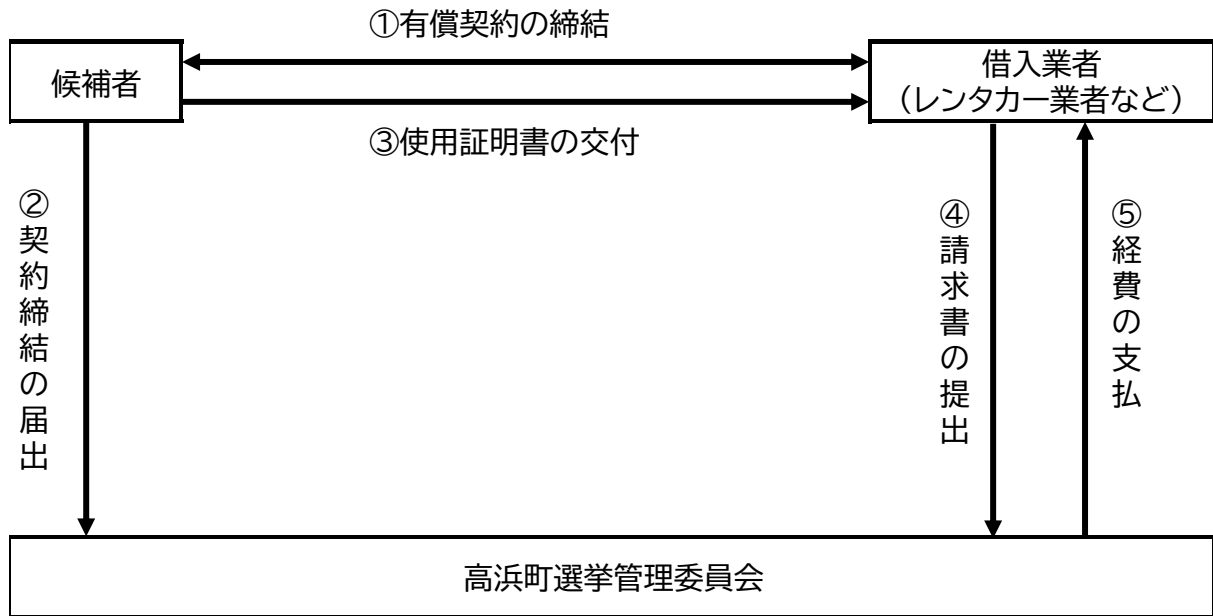 ①有償契約の締結
候補者
借入業者
（レンタカー業者など）
③使用証明書の交付
②契約締結の届出
④請求書の提出
⑤経費の支払
高浜町選挙管理委員会